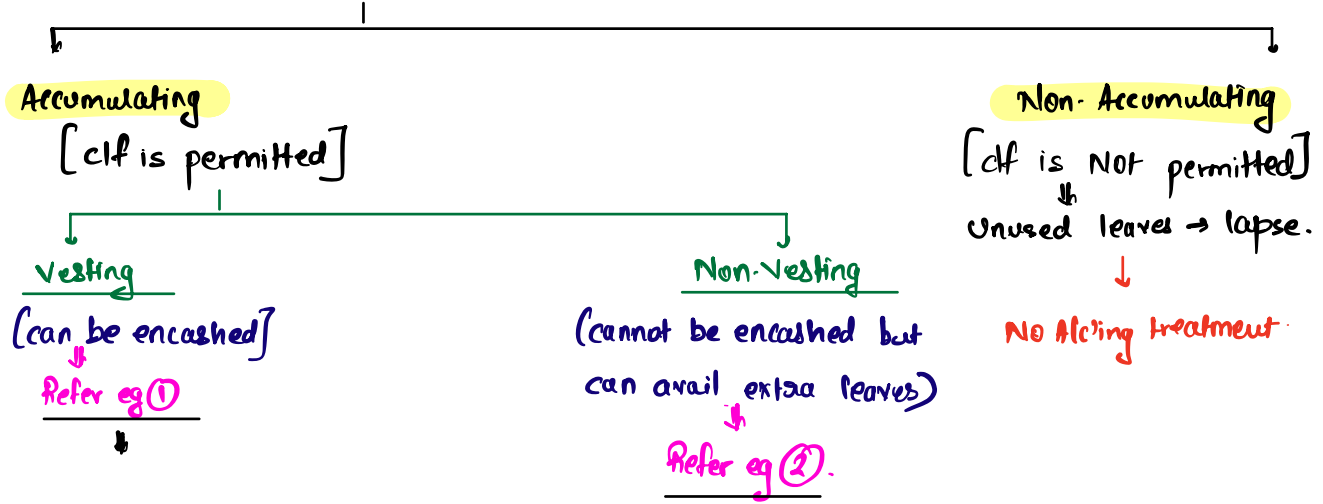 Accumulating
[c/f is permitted]
Vesting
[can be encashed]
Refer eg ①
Non-Vesting
(cannot be encashed but
can avail extra leaves)
Refer eg ②.
Non-Accumulating
[c/f is NOT permitted]
Unused leaves → lapse.
No A/c'ing treatment.